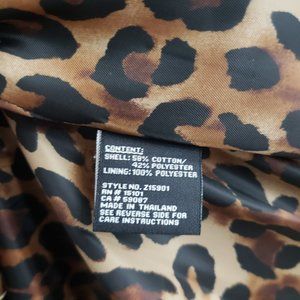 CONTENT:
SHELL: 58% COTTON/
42% POLYESTER
LINING: 100% POLYESTER
STYLE NO. Z15901
RN # 15101
CA # 59087
MADE IN THAILAND
SEE REVERSE SIDE FOR
CARE INSTRUCTIONS